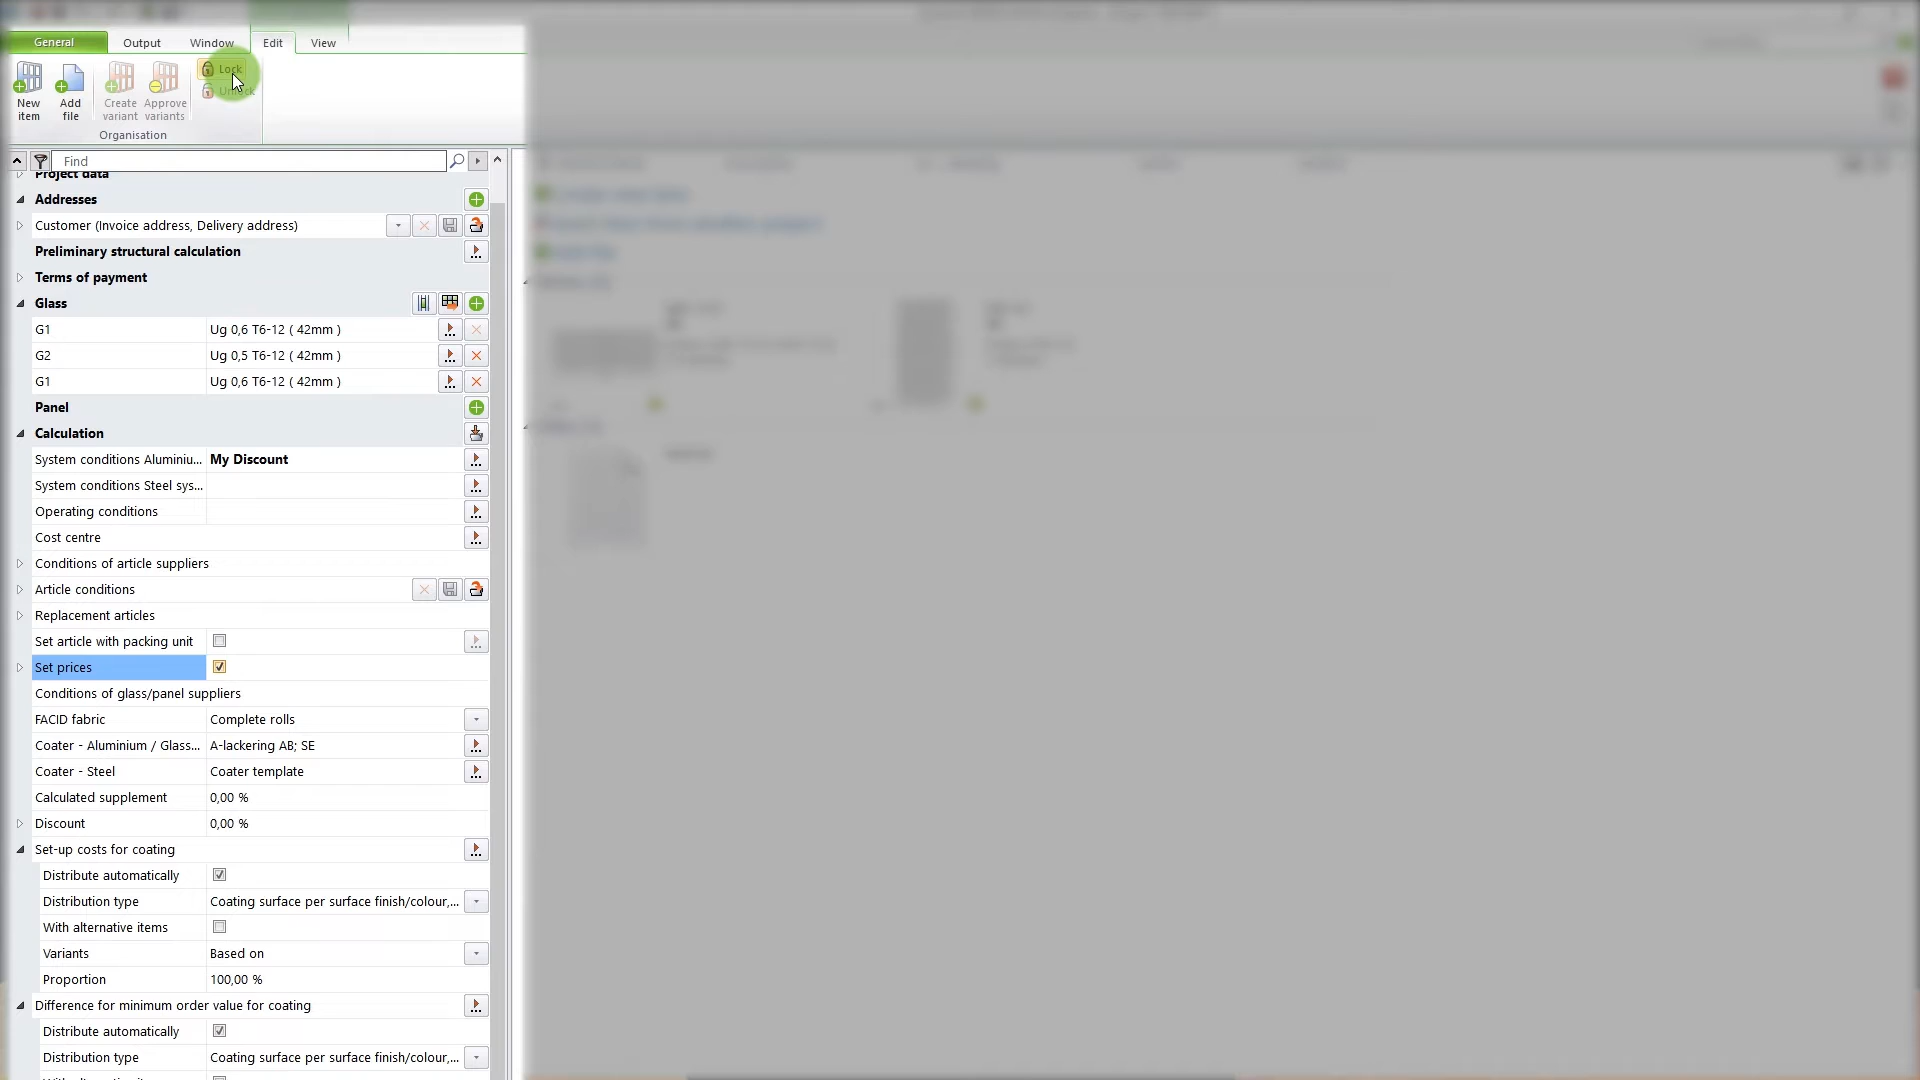 General Output Window Edit View
Lock
Unlock
New item
Add file
Create variant
Approve variants
Organisation
Find
Project data
Addresses
Customer (Invoice address, Delivery address)
Preliminary structural calculation
Terms of payment
Glass
G1 Ug 0,6 T6-12 ( 42mm )
G2 Ug 0,5 T6-12 ( 42mm )
G1 Ug 0,6 T6-12 ( 42mm )
Panel
Calculation
System conditions Aluminiu... My Discount
System conditions Steel sys...
Operating conditions
Cost centre
Conditions of article suppliers
Article conditions
Replacement articles
Set article with packing unit
Set prices
Conditions of glass/panel suppliers
FACID fabric Complete rolls
Coater - Aluminium / Glass... A-lackering AB; SE
Coater - Steel Coater template
Calculated supplement 0,00 %
Discount 0,00 %
Set-up costs for coating
Distribute automatically
Distribution type Coating surface per surface finish/colour,...
With alternative items
Variants Based on
Proportion 100,00 %
Difference for minimum order value for coating
Distribute automatically
Distribution type Coating surface per surface finish/colour,...